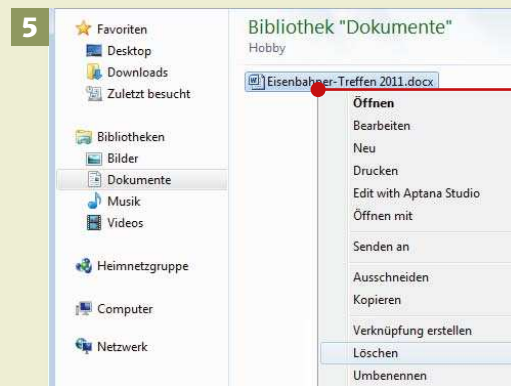 5
Favoriten
Desktop
Downloads
Zuletzt besucht
Bibliotheken
Bilder
Dokumente
Musik
Videos
Heimnetzgruppe
Computer
Netzwerk
Bibliothek "Dokumente"
Hobby
Eisenbahner-Treffen 2011.docx
Öffnen
Bearbeiten
Neu
Drucken
Edit with Aptana Studio
Öffnen mit
Senden an
Ausschneiden
Kopieren
Verknüpfung erstellen
Löschen
Umbenennen